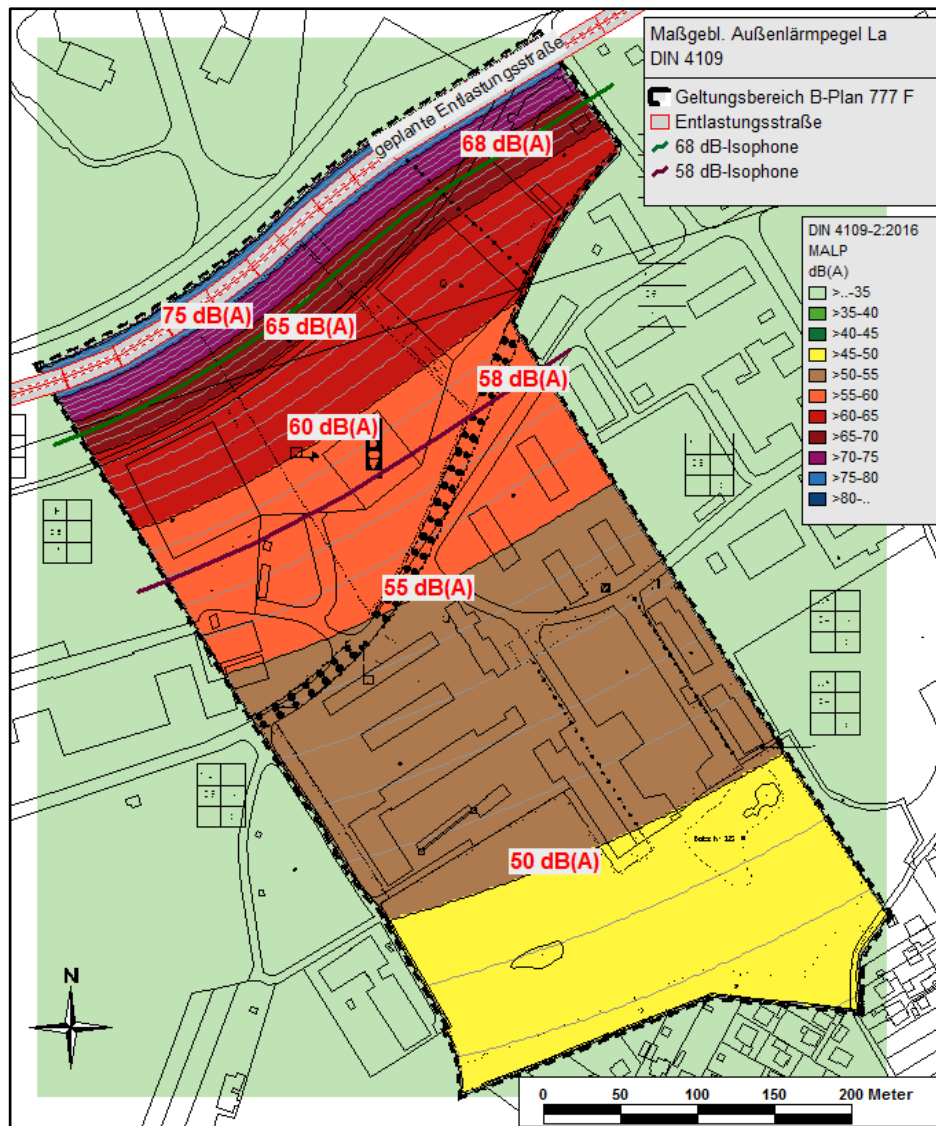 Maßgebl. Außenlärmpegel La
DIN 4109
Geltungsbereich B-Plan 777 F
Entlastungsstraße
68 dB-Isophone
58 dB-Isophone
geplante Entlastungsstraße
68 dB(A)
DIN 4109-2:2016
MALP
dB(A)
>..-35
>35-40
>40-45
>45-50
>50-55
>55-60
>60-65
>65-70
>70-75
>75-80
>80-..
75 dB(A)
65 dB(A)
58 dB(A)
60 dB(A)
55 dB(A)
50 dB(A)
N
0 50 100 150 200 Meter